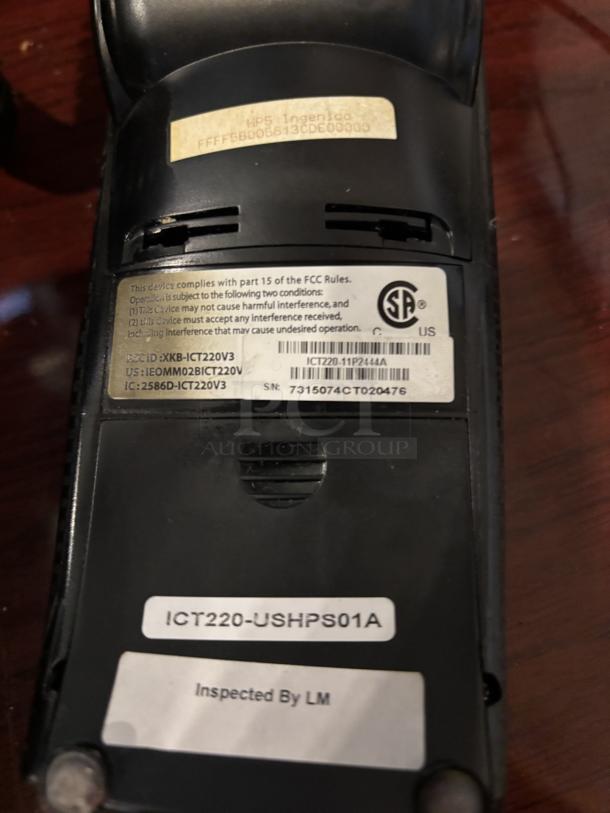 HPS Ingenico
This device complies with part 15 of the FCC Rules.
Operation is subject to the following two conditions:
(1) This device may not cause harmful interference, and
(2) this device must accept any interference received,
including Interference that may cause undesired operation.
SA ®
C US
FCC ID : XKB-ICT220V3
US : IEOMM02BICT220V
IC : 2586D-ICT220V3
ICT220-11P2444A
S/N: 7315074CT020476
PCI
AUCTION GROUP
ICT220-USHPS01A
Inspected By LM